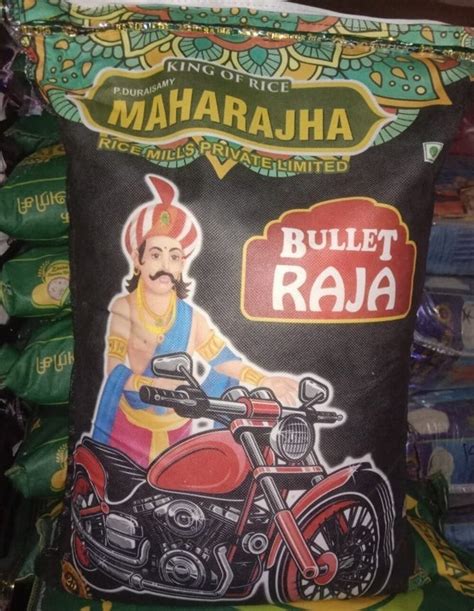 KING OF RICE
P.DURAISAMY
MAHARAJHA
RICE MILLS PRIVATE LIMITED
BULLET
RAJA